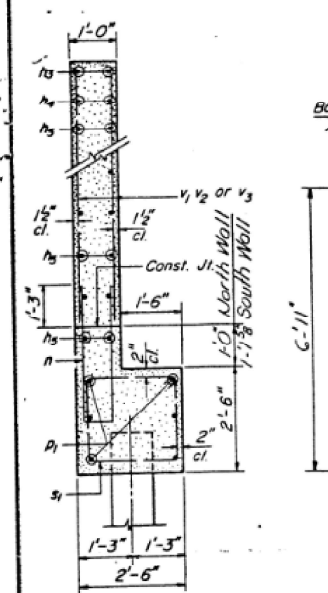 1'-0"
h3
h4
h5
BO
v1 v2 or v3
1½" cl.
1½" cl.
h5
Const. Jt.
1'-3"
1'-6"
1'-0" North Wall
1'-1⅝" South Wall
6'-11"
h5
n
2" cl.
2'-6"
p1
2" cl.
s1
1'-3" 1'-3"
2'-6"